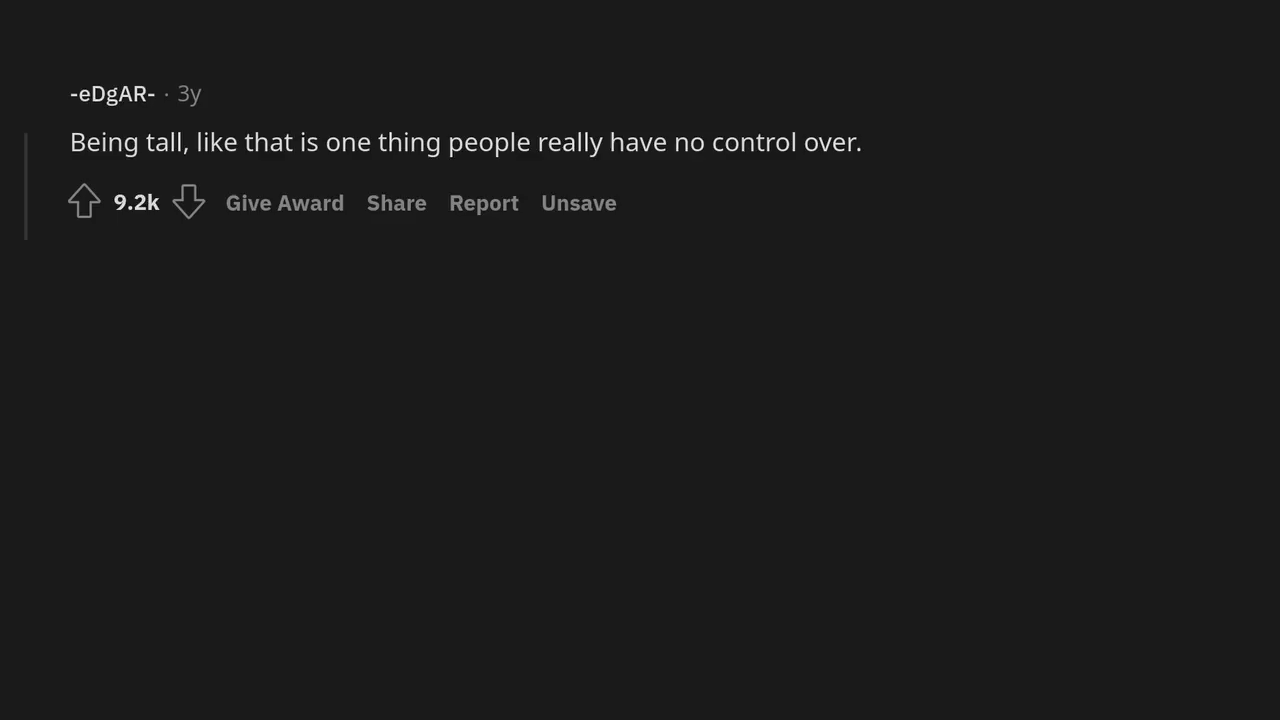 -eDgAR- · 3y
Being tall, like that is one thing people really have no control over.
9.2k Give Award Share Report Unsave